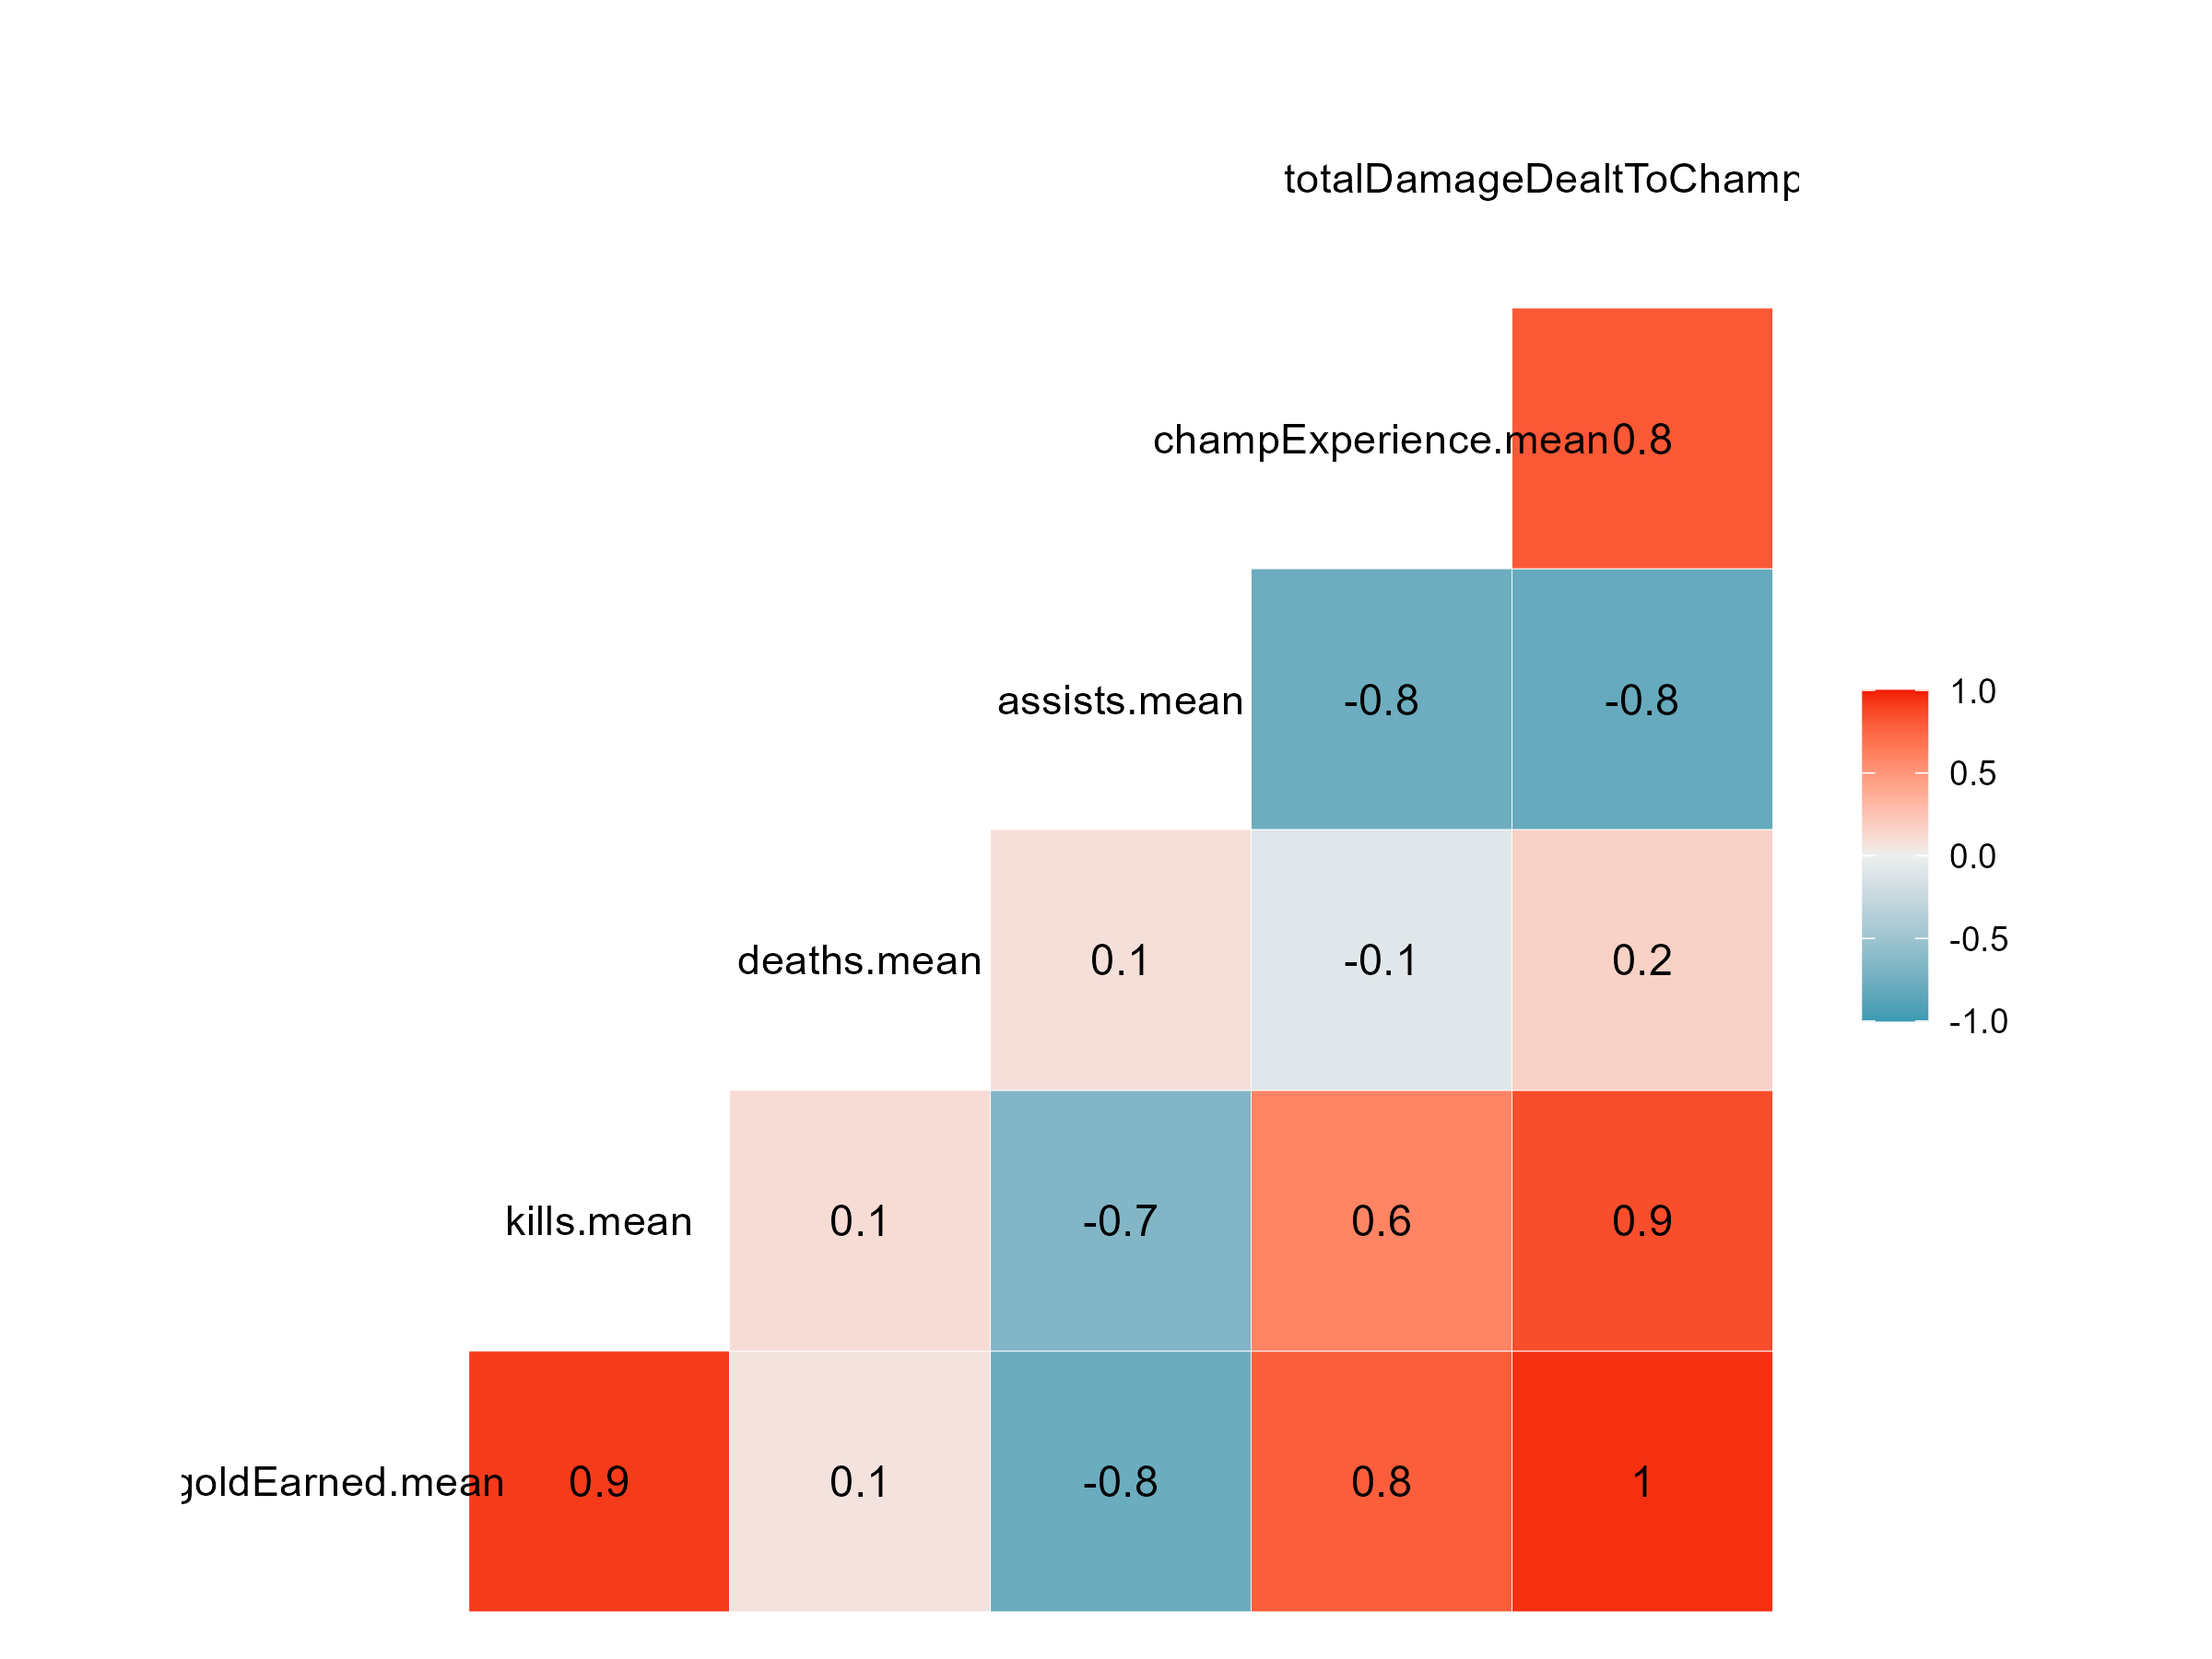 totalDamageDealtToChamp
champExperience.mean 0.8
assists.mean -0.8 -0.8
1.0
0.5
0.0
-0.5
-1.0
deaths.mean 0.1 -0.1 0.2
kills.mean 0.1 -0.7 0.6 0.9
goldEarned.mean 0.9 0.1 -0.8 0.8 1